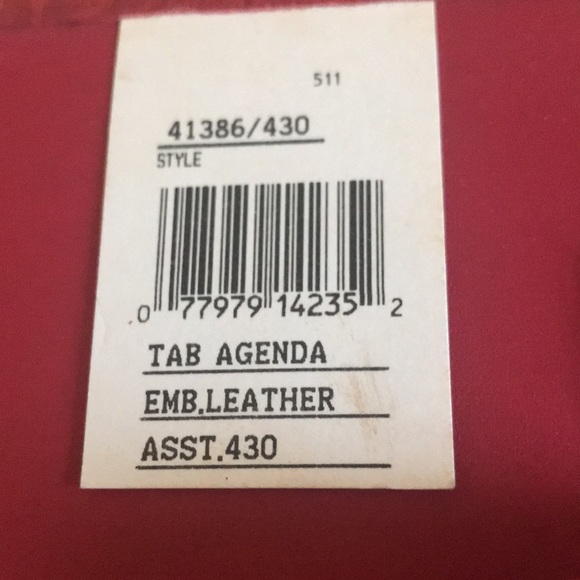 511
41386/430
STYLE
0 77979 14235 2
TAB AGENDA
EMB.LEATHER
ASST.430